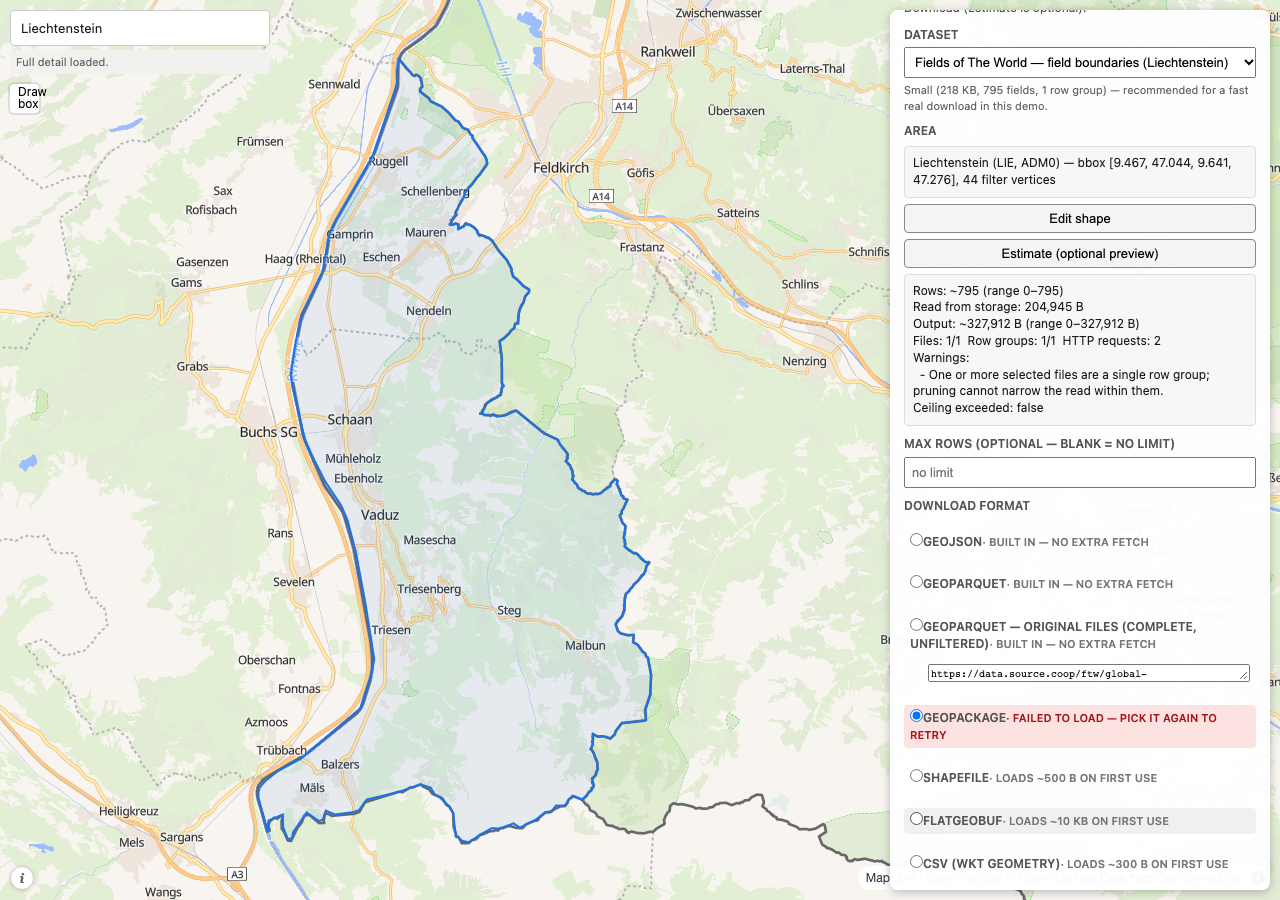 Liechtenstein
Full detail loaded.
Draw
box
Zwischenwasser
Rankweil
Laterns-Thal
Sennwald
A14
Übersaxen
Frümsen
Ruggell
Feldkirch
Göfis
Sax
Schellenberg
A14
Rofisbach
Satteins
Gamprin
Mauren
Frastanz
Schnifis
Gasenzen
Haag (Rheintal)
Eschen
Gams
Schlins
Nendeln
Nenzing
Grabs
Schaan
Buchs SG
Mühleholz
Ebenholz
Vaduz
Rans
Masescha
Sevelen
Triesenberg
Steg
Triesen
Malbun
Oberschan
Fontnas
Azmoos
Trübbach
Balzers
Mäls
Heiligkreuz
Sargans
Mels
A3
Wangs
i
Map
Download (Estimate is optional).
DATASET
Fields of The World — field boundaries (Liechtenstein)
Small (218 KB, 795 fields, 1 row group) — recommended for a fast
real download in this demo.
AREA
Liechtenstein (LIE, ADM0) — bbox [9.467, 47.044, 9.641,
47.276], 44 filter vertices
Edit shape
Estimate (optional preview)
Rows: ~795 (range 0–795)
Read from storage: 204,945 B
Output: ~327,912 B (range 0–327,912 B)
Files: 1/1 Row groups: 1/1 HTTP requests: 2
Warnings:
- One or more selected files are a single row group;
pruning cannot narrow the read within them.
Ceiling exceeded: false
MAX ROWS (OPTIONAL — BLANK = NO LIMIT)
no limit
DOWNLOAD FORMAT
GEOJSON · BUILT IN — NO EXTRA FETCH
GEOPARQUET · BUILT IN — NO EXTRA FETCH
GEOPARQUET — ORIGINAL FILES (COMPLETE,
UNFILTERED) · BUILT IN — NO EXTRA FETCH
https://data.source.coop/ftw/global-
GEOPACKAGE · FAILED TO LOAD — PICK IT AGAIN TO
RETRY
SHAPEFILE · LOADS ~500 B ON FIRST USE
FLATGEOBUF · LOADS ~10 KB ON FIRST USE
CSV (WKT GEOMETRY) · LOADS ~300 B ON FIRST USE